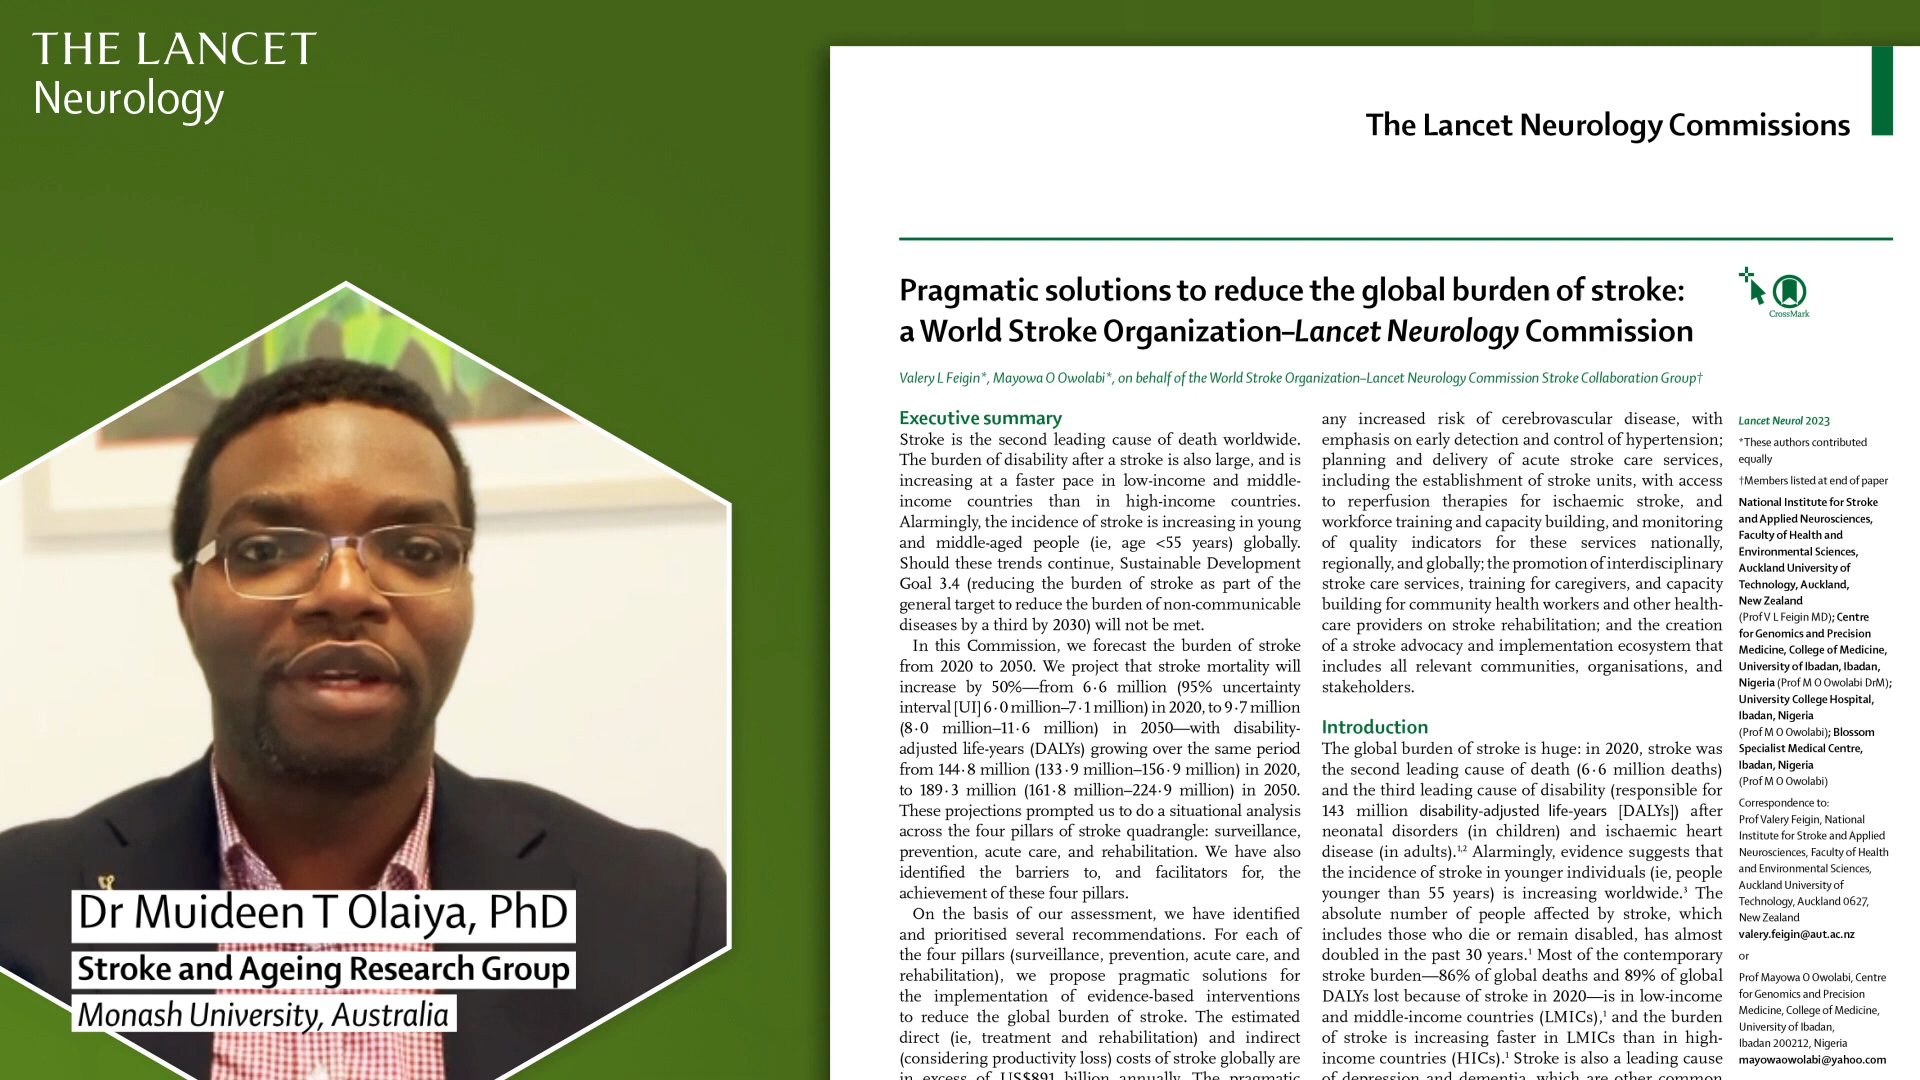 THE LANCET
Neurology
Dr Muideen T Olaiya, PhD
Stroke and Ageing Research Group
Monash University, Australia
The Lancet Neurology Commissions
Pragmatic solutions to reduce the global burden of stroke:
a World Stroke Organization–Lancet Neurology Commission
CrossMark
Valery L Feigin*, Mayowa O Owolabi*, on behalf of the World Stroke Organization–Lancet Neurology Commission Stroke Collaboration Group†
Executive summary
Stroke is the second leading cause of death worldwide.
The burden of disability after a stroke is also large, and is
increasing at a faster pace in low-income and middle-
income countries than in high-income countries.
Alarmingly, the incidence of stroke is increasing in young
and middle-aged people (ie, age <55 years) globally.
Should these trends continue, Sustainable Development
Goal 3.4 (reducing the burden of stroke as part of the
general target to reduce the burden of non-communicable
diseases by a third by 2030) will not be met.
In this Commission, we forecast the burden of stroke
from 2020 to 2050. We project that stroke mortality will
increase by 50%—from 6·6 million (95% uncertainty
interval [UI] 6·0 million–7·1 million) in 2020, to 9·7 million
(8·0 million–11·6 million) in 2050—with disability-
adjusted life-years (DALYs) growing over the same period
from 144·8 million (133·9 million–156·9 million) in 2020,
to 189·3 million (161·8 million–224·9 million) in 2050.
These projections prompted us to do a situational analysis
across the four pillars of stroke quadrangle: surveillance,
prevention, acute care, and rehabilitation. We have also
identified the barriers to, and facilitators for, the
achievement of these four pillars.
On the basis of our assessment, we have identified
and prioritised several recommendations. For each of
the four pillars (surveillance, prevention, acute care, and
rehabilitation), we propose pragmatic solutions for
the implementation of evidence-based interventions
to reduce the global burden of stroke. The estimated
direct (ie, treatment and rehabilitation) and indirect
(considering productivity loss) costs of stroke globally are
in excess of US$891 billion annually. The pragmatic
any increased risk of cerebrovascular disease, with
emphasis on early detection and control of hypertension;
planning and delivery of acute stroke care services,
including the establishment of stroke units, with access
to reperfusion therapies for ischaemic stroke, and
workforce training and capacity building, and monitoring
of quality indicators for these services nationally,
regionally, and globally; the promotion of interdisciplinary
stroke care services, training for caregivers, and capacity
building for community health workers and other health-
care providers on stroke rehabilitation; and the creation
of a stroke advocacy and implementation ecosystem that
includes all relevant communities, organisations, and
stakeholders.
Introduction
The global burden of stroke is huge: in 2020, stroke was
the second leading cause of death (6·6 million deaths)
and the third leading cause of disability (responsible for
143 million disability-adjusted life-years [DALYs]) after
neonatal disorders (in children) and ischaemic heart
disease (in adults).1,2 Alarmingly, evidence suggests that
the incidence of stroke in younger individuals (ie, people
younger than 55 years) is increasing worldwide.3 The
absolute number of people affected by stroke, which
includes those who die or remain disabled, has almost
doubled in the past 30 years.1 Most of the contemporary
stroke burden—86% of global deaths and 89% of global
DALYs lost because of stroke in 2020—is in low-income
and middle-income countries (LMICs),1 and the burden
of stroke is increasing faster in LMICs than in high-
income countries (HICs).1 Stroke is also a leading cause
of depression and dementia, which are other common
Lancet Neurol 2023
*These authors contributed
equally
†Members listed at end of paper
National Institute for Stroke
and Applied Neurosciences,
Faculty of Health and
Environmental Sciences,
Auckland University of
Technology, Auckland,
New Zealand
(Prof V L Feigin MD); Centre
for Genomics and Precision
Medicine, College of Medicine,
University of Ibadan, Ibadan,
Nigeria (Prof M O Owolabi DrM);
University College Hospital,
Ibadan, Nigeria
(Prof M O Owolabi); Blossom
Specialist Medical Centre,
Ibadan, Nigeria
(Prof M O Owolabi)
Correspondence to:
Prof Valery Feigin, National
Institute for Stroke and Applied
Neurosciences, Faculty of Health
and Environmental Sciences,
Auckland University of
Technology, Auckland 0627,
New Zealand
valery.feigin@aut.ac.nz
or
Prof Mayowa O Owolabi, Centre
for Genomics and Precision
Medicine, College of Medicine,
University of Ibadan,
Ibadan 200212, Nigeria
mayowaowolabi@yahoo.com